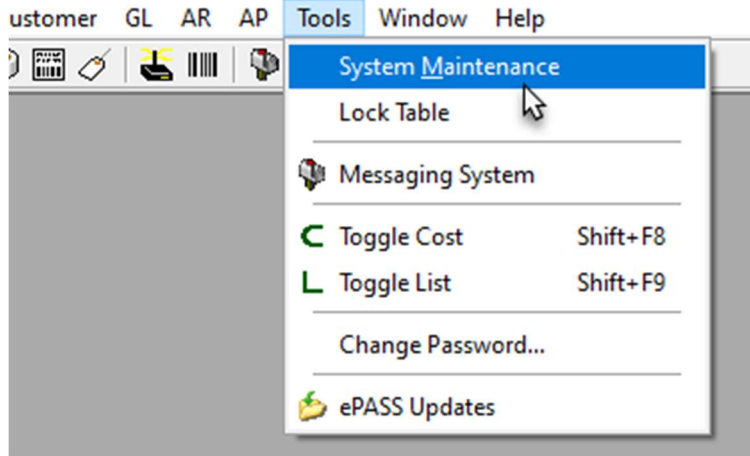 ustomer GL AR AP Tools Window Help
System Maintenance
Lock Table
Messaging System
Toggle Cost Shift+F8
Toggle List Shift+F9
Change Password...
ePASS Updates